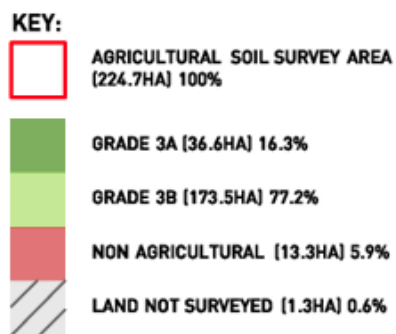 KEY:
AGRICULTURAL SOIL SURVEY AREA
(224.7HA) 100%
GRADE 3A (36.6HA) 16.3%
GRADE 3B (173.5HA) 77.2%
NON AGRICULTURAL (13.3HA) 5.9%
LAND NOT SURVEYED (1.3HA) 0.6%